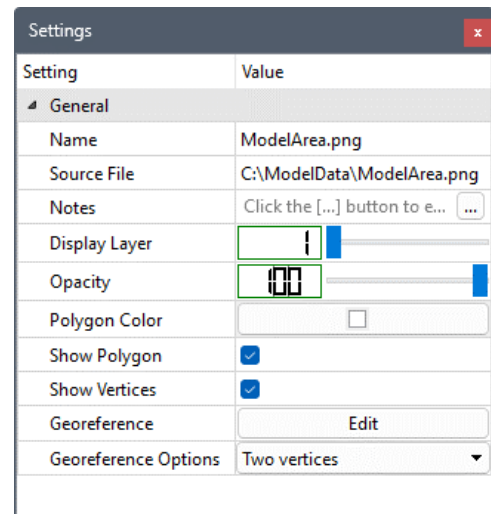 Settings
x
Setting Value
General
Name ModelArea.png
Source File C:\ModelData\ModelArea.png
Notes Click the [...] button to e... ...
Display Layer 1
Opacity 100
Polygon Color
Show Polygon
Show Vertices
Georeference Edit
Georeference Options Two vertices